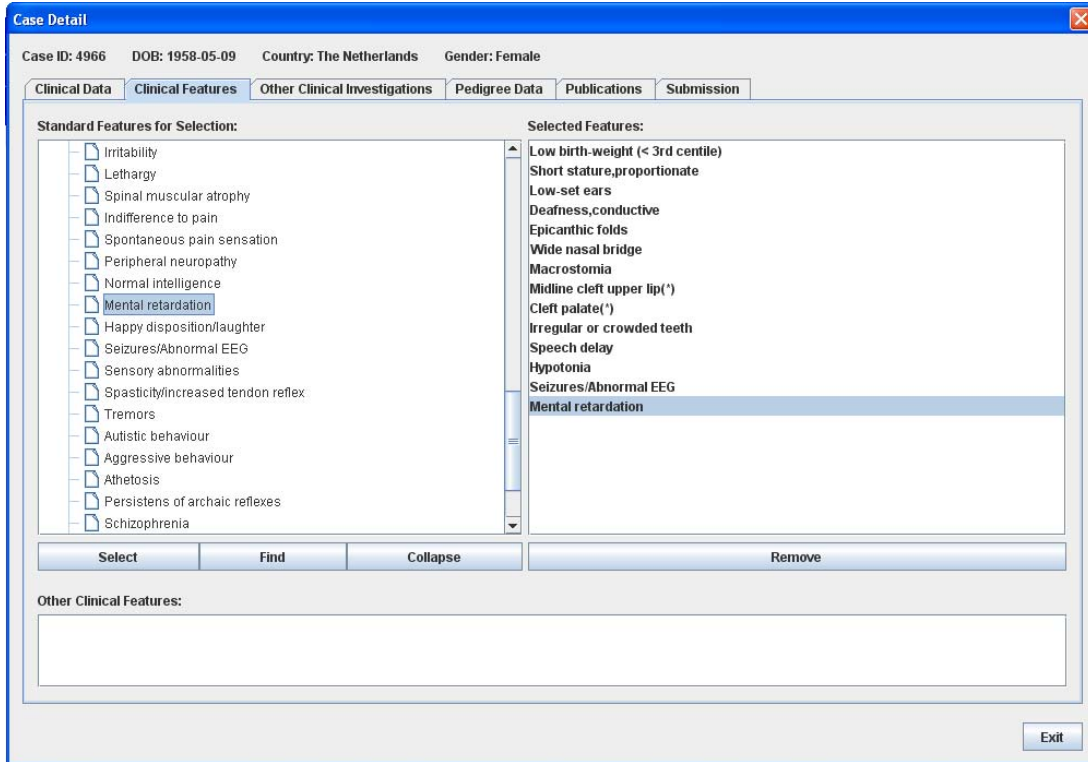 Case Detail
Case ID: 4966 DOB: 1958-05-09 Country: The Netherlands Gender: Female
Clinical Data Clinical Features Other Clinical Investigations Pedigree Data Publications Submission
Standard Features for Selection:
Irritability
Lethargy
Spinal muscular atrophy
Indifference to pain
Spontaneous pain sensation
Peripheral neuropathy
Normal intelligence
Mental retardation
Happy disposition/laughter
Seizures/Abnormal EEG
Sensory abnormalities
Spasticity/increased tendon reflex
Tremors
Autistic behaviour
Aggressive behaviour
Athetosis
Persistens of archaic reflexes
Schizophrenia
Select Find Collapse
Selected Features:
Low birth-weight (< 3rd centile)
Short stature,proportionate
Low-set ears
Deafness,conductive
Epicanthic folds
Wide nasal bridge
Macrostomia
Midline cleft upper lip(*)
Cleft palate(*)
Irregular or crowded teeth
Speech delay
Hypotonia
Seizures/Abnormal EEG
Mental retardation
Remove
Other Clinical Features:
Exit